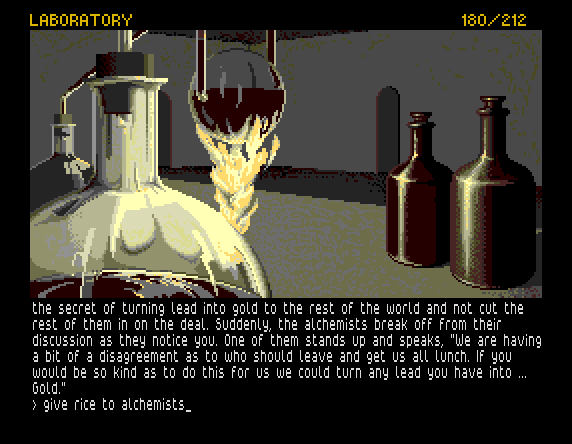 LABORATORY 180/212
the secret of turning lead into gold to the rest of the world and not cut the
rest of them in on the deal. Suddenly, the alchemists break off from their
discussion as they notice you. One of them stands up and speaks, "We are having
a bit of a disagreement as to who should leave and get us all lunch. If you
would be so kind as to do this for us we could turn any lead you have into ...
Gold."
> give rice to alchemists_